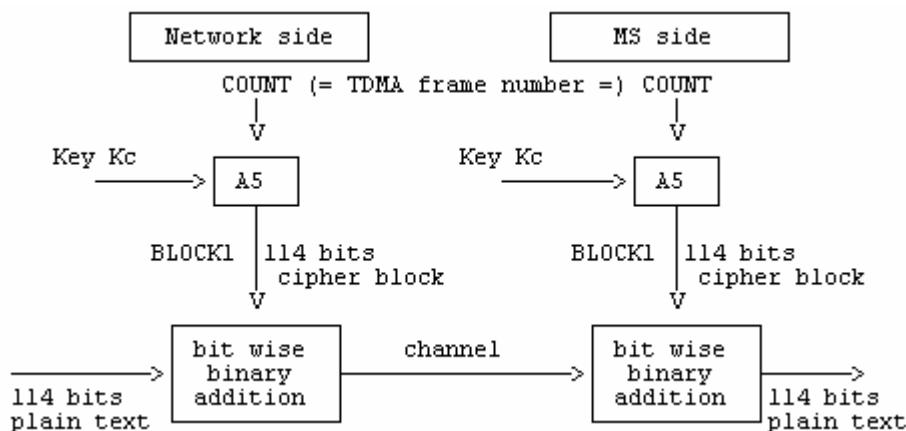 Network side
MS side
COUNT (= TDMA frame number =) COUNT
Key Kc
A5
Key Kc
A5
BLOCK1
114 bits
cipher block
BLOCK1
114 bits
cipher block
bit wise
binary
addition
channel
bit wise
binary
addition
114 bits
plain text
114 bits
plain text